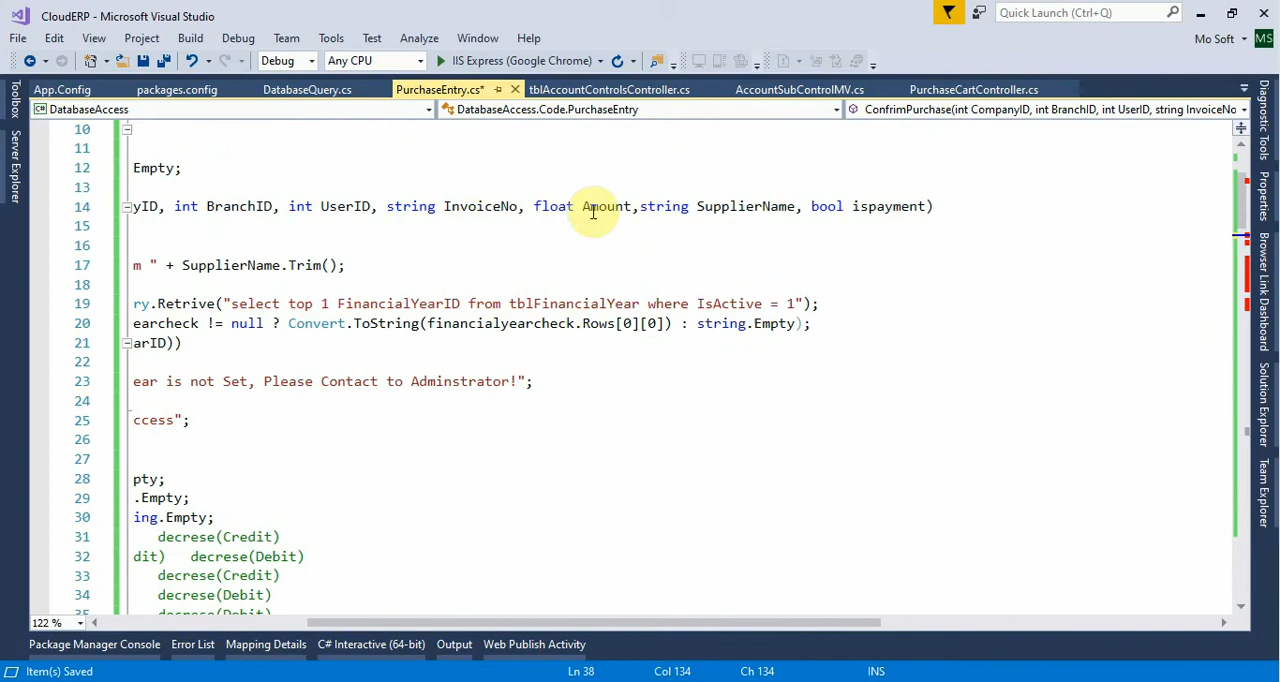 CloudERP - Microsoft Visual Studio
Quick Launch (Ctrl+Q)
File Edit View Project Build Debug Team Tools Test Analyze Window Help
Mo Soft MS
Debug Any CPU IIS Express (Google Chrome)
App.Config packages.config DatabaseQuery.cs PurchaseEntry.cs* tblAccountControlsController.cs AccountSubControlMV.cs PurchaseCartController.cs
DatabaseAccess DatabaseAccess.Code.PurchaseEntry ConfrimPurchase(int CompanyID, int BranchID, int UserID, string InvoiceNo
Toolbox
Server Explorer
10
11
12 Empty;
13
14 yID, int BranchID, int UserID, string InvoiceNo, float Amount,string SupplierName, bool ispayment)
15
16
17 m " + SupplierName.Trim();
18
19 ry.Retrive("select top 1 FinancialYearID from tblFinancialYear where IsActive = 1");
20 earcheck != null ? Convert.ToString(financialyearcheck.Rows[0][0]) : string.Empty);
21 arID))
22
23 ear is not Set, Please Contact to Adminstrator!";
24
25 ccess";
26
27
28 pty;
29 .Empty;
30 ing.Empty;
31 decrese(Credit)
32 dit) decrese(Debit)
33 decrese(Credit)
34 decrese(Debit)
35 decrese(Debit)
Diagnostic Tools
Properties
Browser Link Dashboard
Solution Explorer
Team Explorer
122 %
Package Manager Console Error List Mapping Details C# Interactive (64-bit) Output Web Publish Activity
Item(s) Saved Ln 38 Col 134 Ch 134 INS